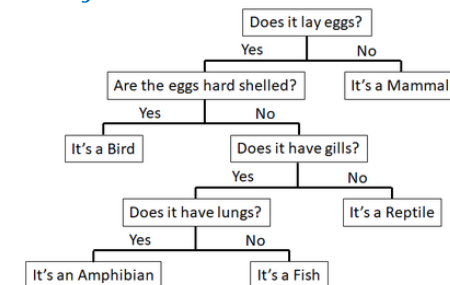 Does it lay eggs?
Yes No
Are the eggs hard shelled? It's a Mammal
Yes No
It's a Bird Does it have gills?
Yes No
Does it have lungs? It's a Reptile
Yes No
It's an Amphibian It's a Fish